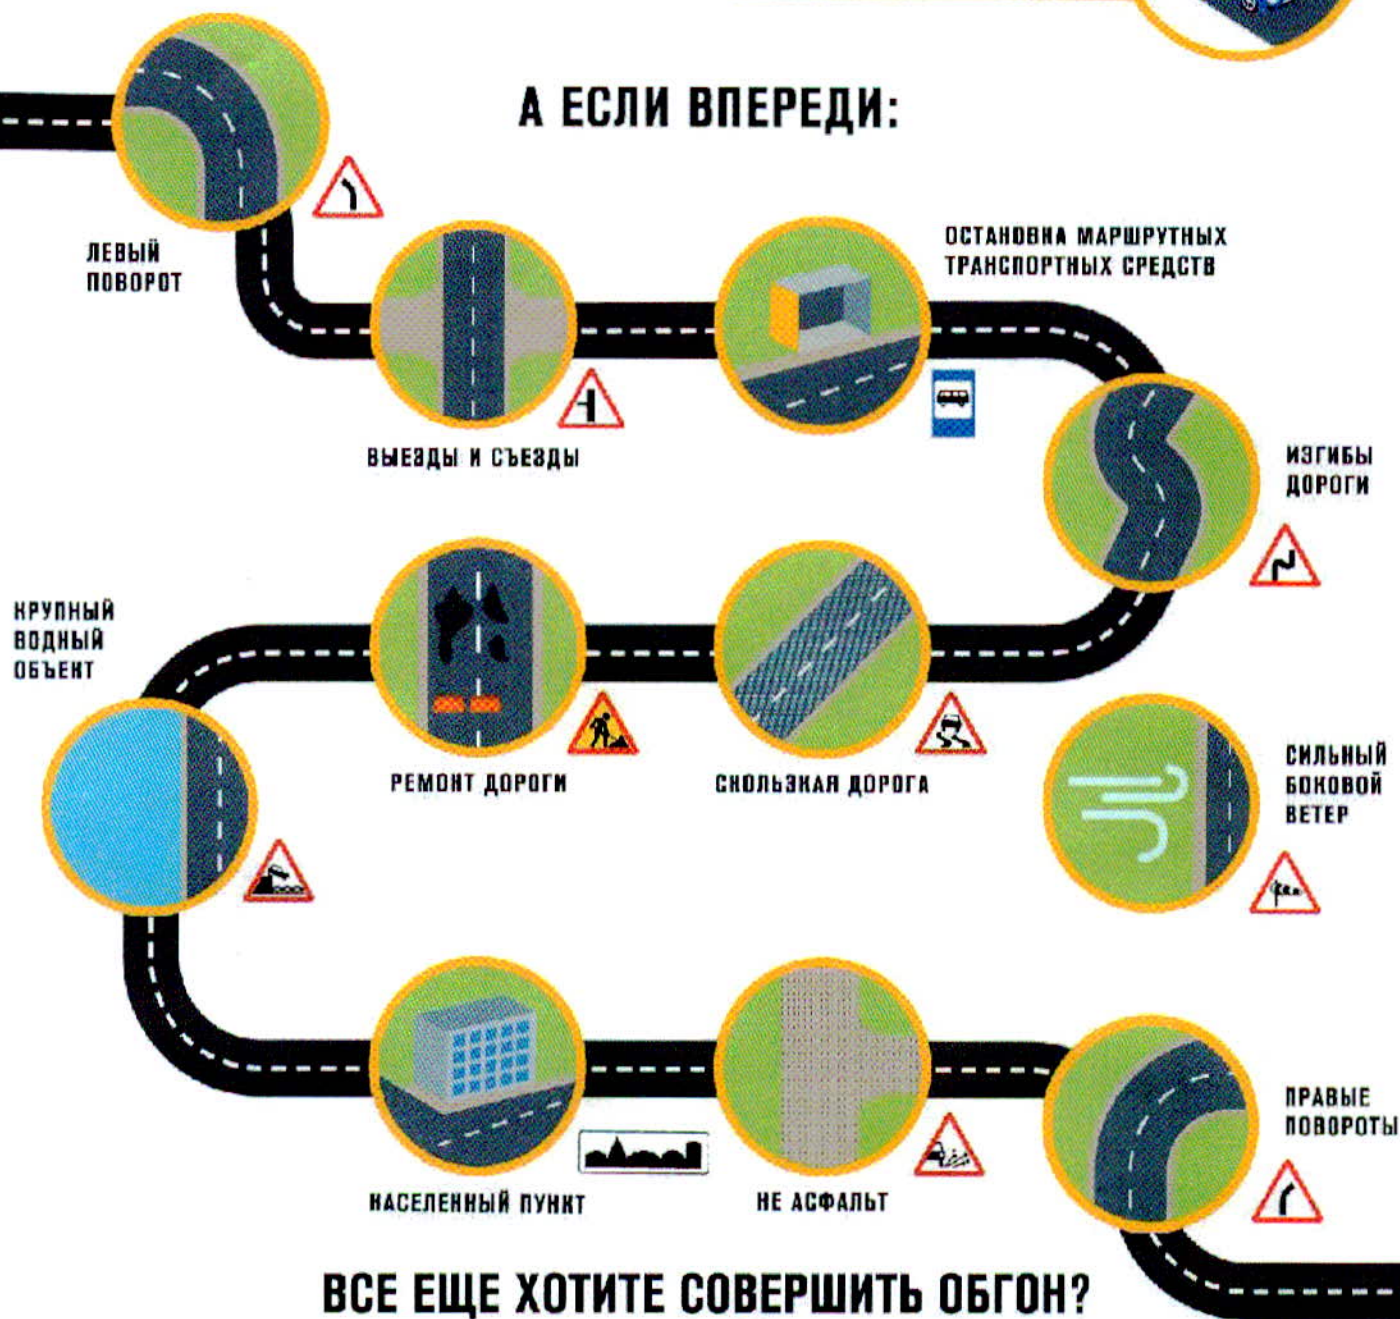 А ЕСЛИ ВПЕРЕДИ:
ЛЕВЫЙ
ПОВОРОТ
ВЫЕЗДЫ И СЪЕЗДЫ
ОСТАНОВКА МАРШРУТНЫХ
ТРАНСПОРТНЫХ СРЕДСТВ
ИЗГИБЫ
ДОРОГИ
КРУПНЫЙ
ВОДНЫЙ
ОБЪЕКТ
РЕМОНТ ДОРОГИ
СКОЛЬЗКАЯ ДОРОГА
СИЛЬНЫЙ
БОКОВОЙ
ВЕТЕР
НАСЕЛЕННЫЙ ПУНКТ
НЕ АСФАЛЬТ
ПРАВЫЕ
ПОВОРОТЫ
ВСЕ ЕЩЕ ХОТИТЕ СОВЕРШИТЬ ОБГОН?